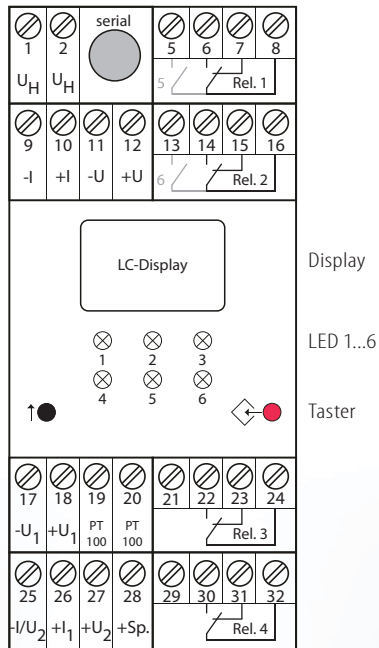 serial
1 2 5 6 7 8
U_H U_H 5 Rel. 1
9 10 11 12 13 14 15 16
-I +I -U +U 6 Rel. 2
LC-Display
Display
1 2 3
LED 1...6
4 5 6
Taster
17 18 19 20 21 22 23 24
-U₁ +U₁ PT 100 PT 100 Rel. 3
25 26 27 28 29 30 31 32
-I/U₂ +I₁ +U₂ +Sp. Rel. 4